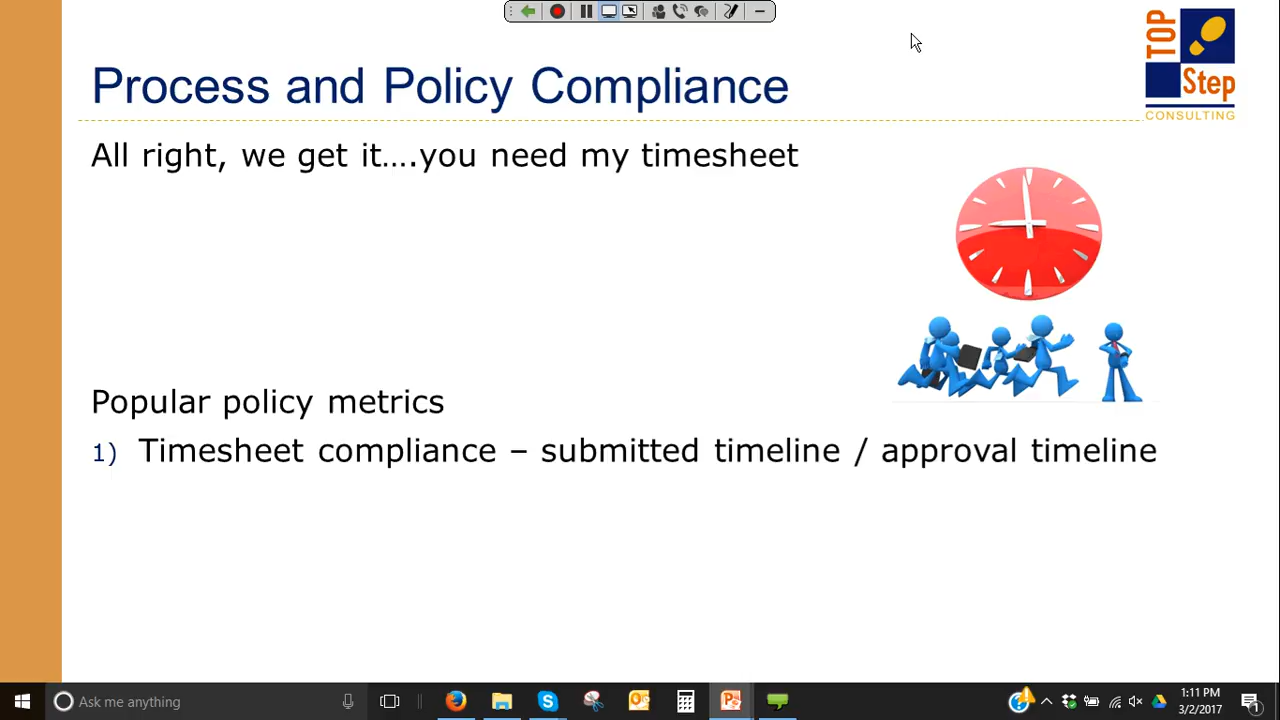 Process and Policy Compliance
TOP
Step
CONSULTING
All right, we get it....you need my timesheet
Popular policy metrics
1) Timesheet compliance – submitted timeline / approval timeline
Ask me anything
1:11 PM
3/2/2017
1